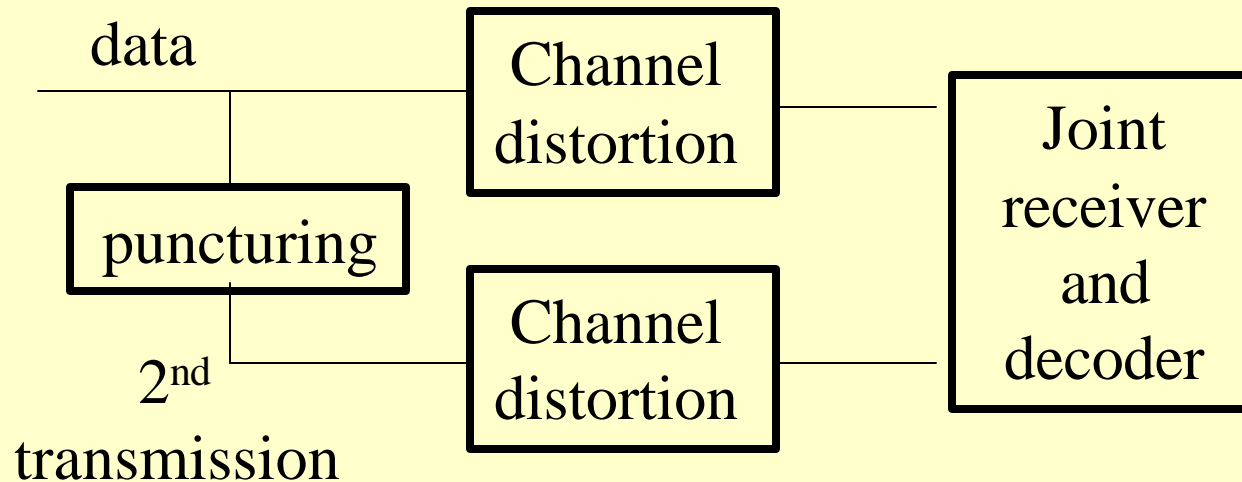 data
Channel
distortion
puncturing
2nd
transmission
Channel
distortion
Joint
receiver
and
decoder